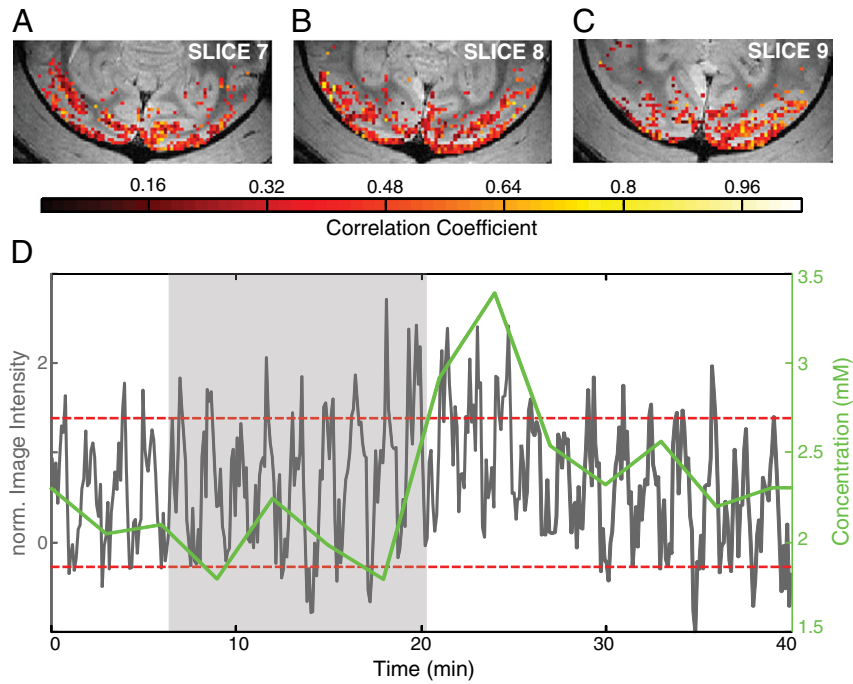 A
B
C
SLICE 7
SLICE 8
SLICE 9
0.16 0.32 0.48 0.64 0.8 0.96
Correlation Coefficient
D
norm. Image Intensity
2
0
3.5
3
2.5
2
1.5
Concentration (mM)
0 10 20 30 40
Time (min)